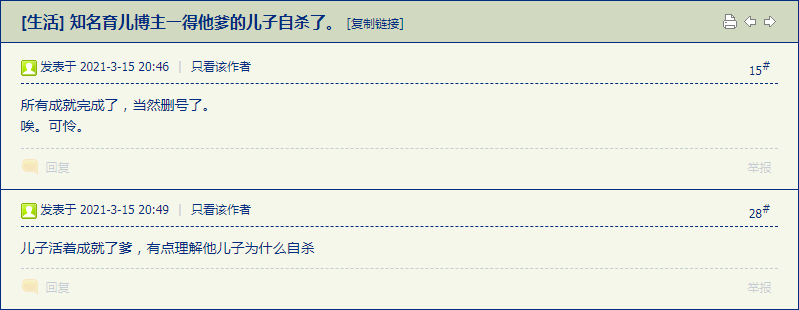 [生活] 知名育儿博主一得他爹的儿子自杀了。 [复制链接]
发表于 2021-3-15 20:46 | 只看该作者 15#
所有成就完成了，当然删号了。
唉。可怜。
回复 举报
发表于 2021-3-15 20:49 | 只看该作者 28#
儿子活着成就了爹，有点理解他儿子为什么自杀
回复 举报